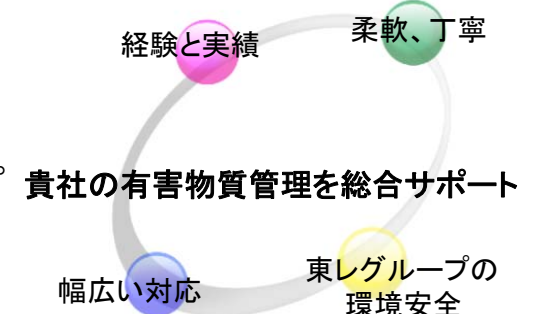 経験と実績
柔軟、丁寧
。
貴社の有害物質管理を総合サポート
幅広い対応
東レグループの
環境安全